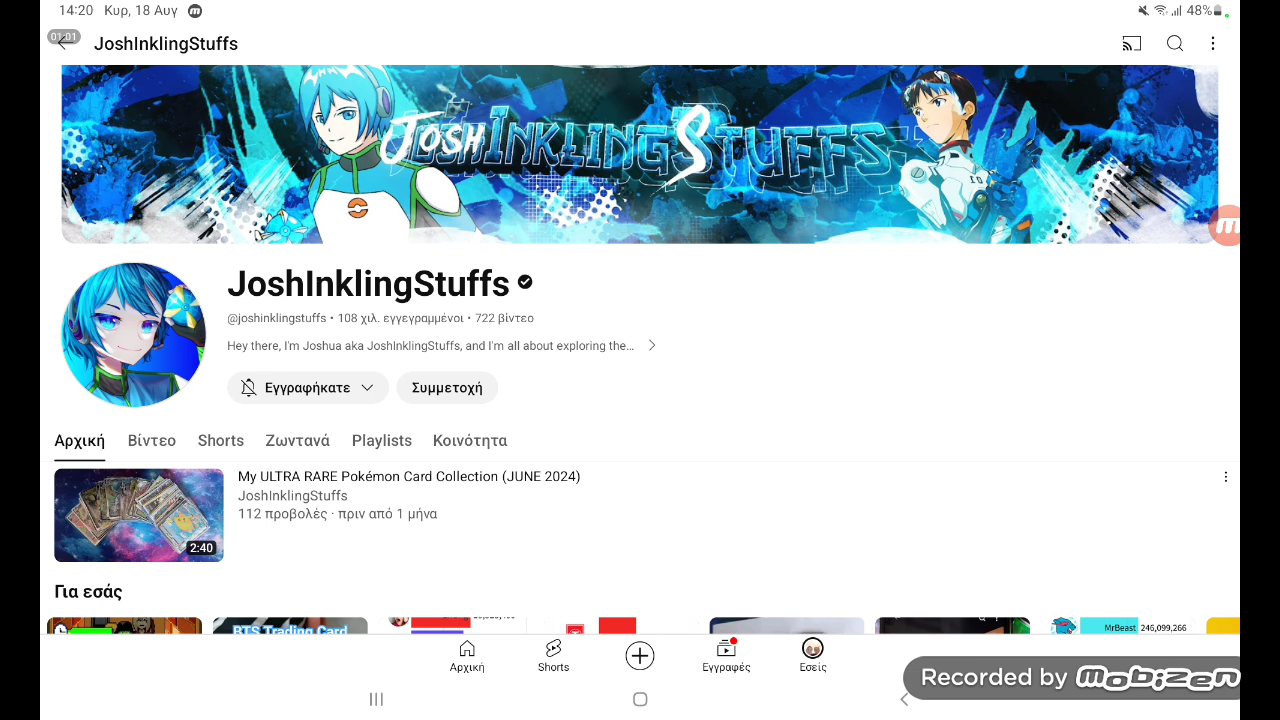 14:20 Κυρ, 18 Αυγ
48%
01:01
JoshInklingStuffs
JoshInklingStuffs
JoshInklingStuffs
@joshinklingstuffs • 108 χιλ. εγγεγραμμένοι • 722 βίντεο
Hey there, I'm Joshua aka JoshInklingStuffs, and I'm all about exploring the...
Εγγραφήκατε
Συμμετοχή
Αρχική Βίντεο Shorts Ζωντανά Playlists Κοινότητα
My ULTRA RARE Pokémon Card Collection (JUNE 2024)
JoshInklingStuffs
112 προβολές · πριν από 1 μήνα
2:40
Για εσάς
BTS Trading Card
MrBeast 246,099,266
Αρχική Shorts Εγγραφές Εσείς
Recorded by mobizen